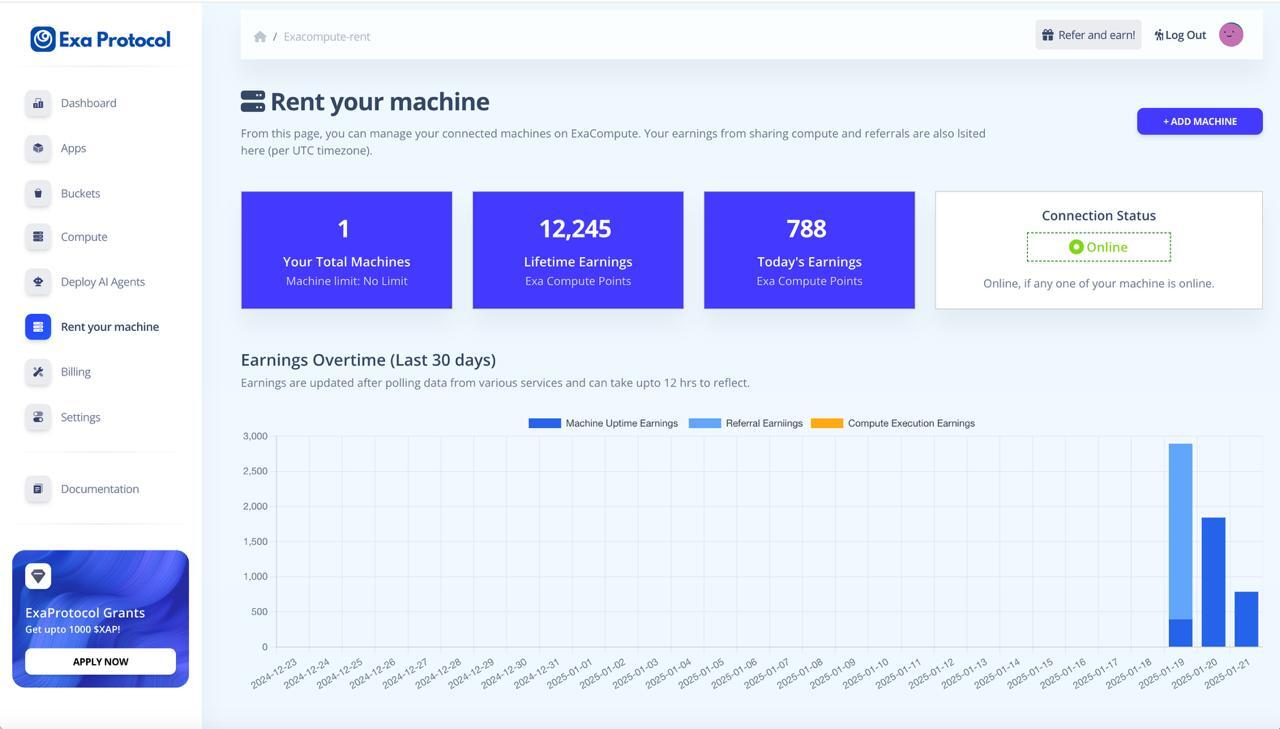 Exa Protocol
Dashboard
Apps
Buckets
Compute
Deploy AI Agents
Rent your machine
Billing
Settings
Documentation
ExaProtocol Grants
Get upto 1000 $XAP!
APPLY NOW
/ Exacompute-rent
Refer and earn!
Log Out
Rent your machine
From this page, you can manage your connected machines on ExaCompute. Your earnings from sharing compute and referrals are also lsited
here (per UTC timezone).
+ ADD MACHINE
1
Your Total Machines
Machine limit: No Limit
12,245
Lifetime Earnings
Exa Compute Points
788
Today's Earnings
Exa Compute Points
Connection Status
Online
Online, if any one of your machine is online.
Earnings Overtime (Last 30 days)
Earnings are updated after polling data from various services and can take upto 12 hrs to reflect.
Machine Uptime Earnings
Referral Earniings
Compute Execution Earnings
3,000
2,500
2,000
1,500
1,000
500
0
2024-12-23
2024-12-24
2024-12-25
2024-12-26
2024-12-27
2024-12-28
2024-12-29
2024-12-30
2024-12-31
2025-01-01
2025-01-02
2025-01-03
2025-01-04
2025-01-05
2025-01-06
2025-01-07
2025-01-08
2025-01-09
2025-01-10
2025-01-11
2025-01-12
2025-01-13
2025-01-14
2025-01-15
2025-01-16
2025-01-17
2025-01-18
2025-01-19
2025-01-20
2025-01-21